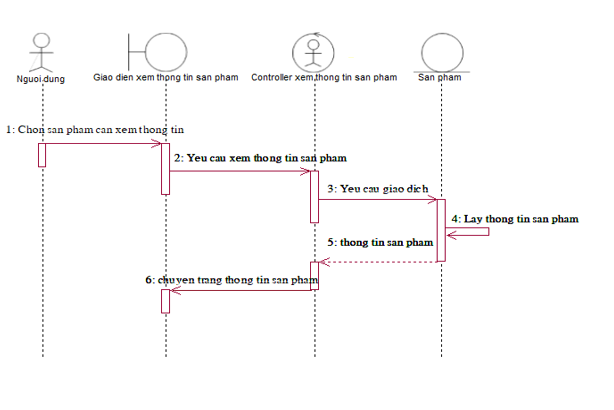 Nguoi dung
Giao dien xem thong tin san pham
Controller xem thong tin san pham
San pham
1: Chon san pham can xem thong tin
2: Yeu cau xem thong tin san pham
3: Yeu cau giao dich
4: Lay thong tin san pham
5: thong tin san pham
6: chuyen trang thong tin san pham